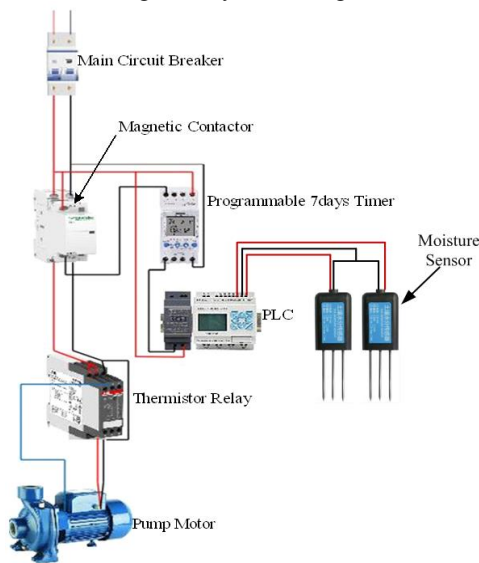 Main Circuit Breaker
Magnetic Contactor
Programmable 7days Timer
Moisture
Sensor
PLC
Thermistor Relay
Pump Motor